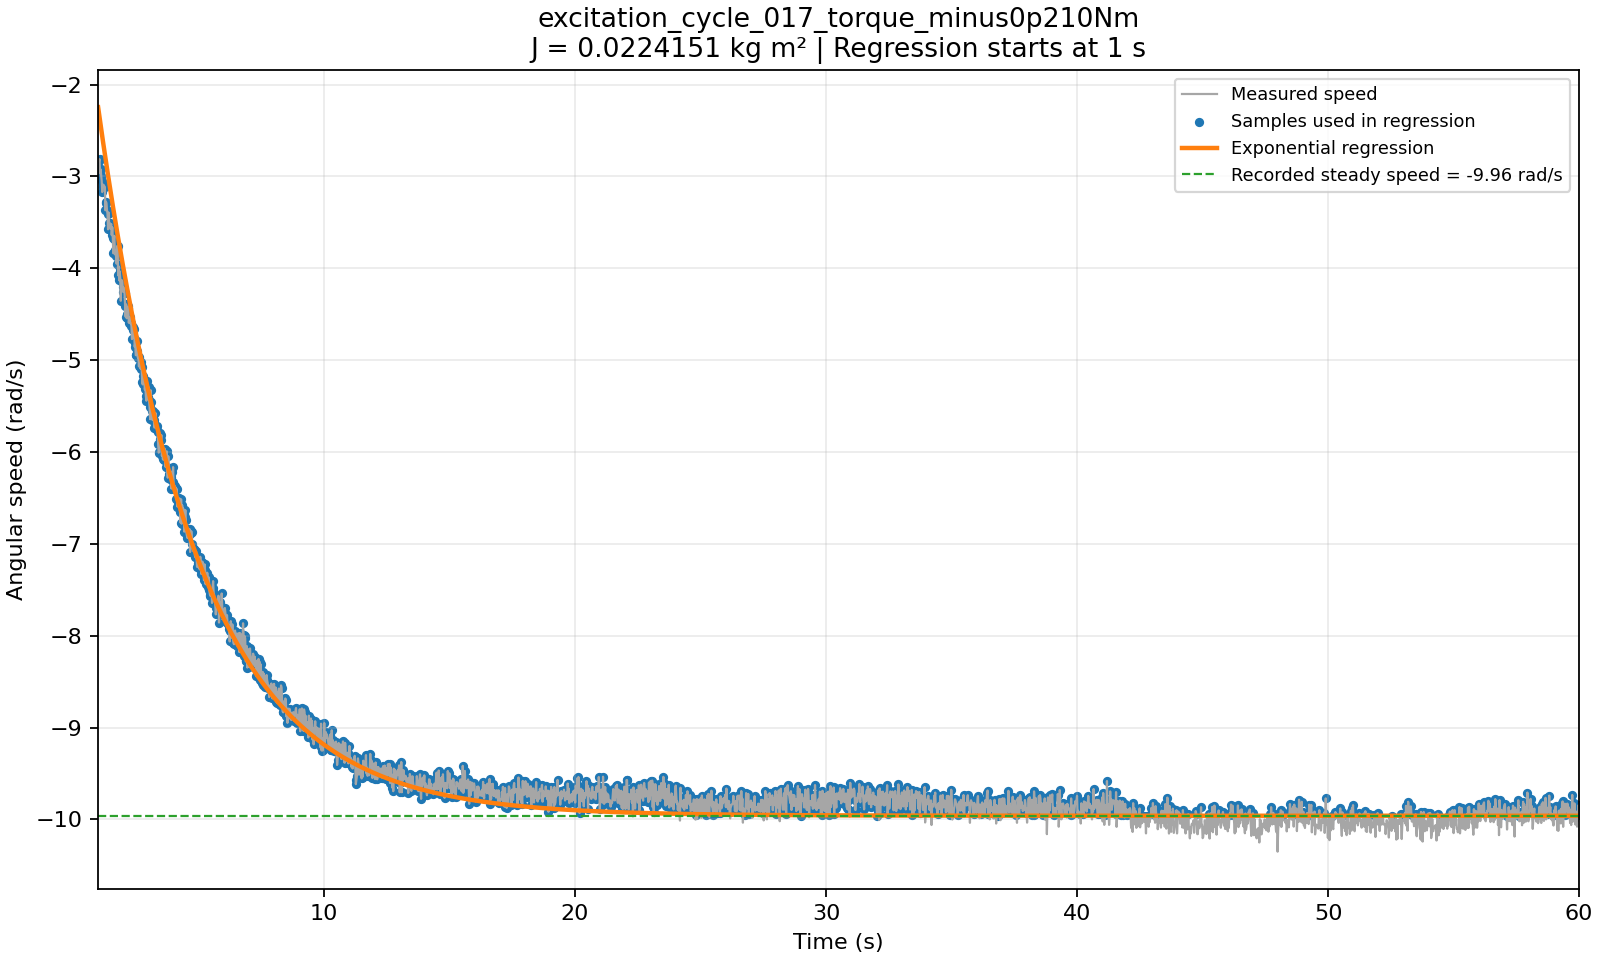 excitation_cycle_017_torque_minus0p210Nm
J = 0.0224151 kg m² | Regression starts at 1 s
Measured speed
Samples used in regression
Exponential regression
Recorded steady speed = -9.96 rad/s
Angular speed (rad/s)
−2
−3
−4
−5
−6
−7
−8
−9
−10
10
20
30
40
50
60
Time (s)